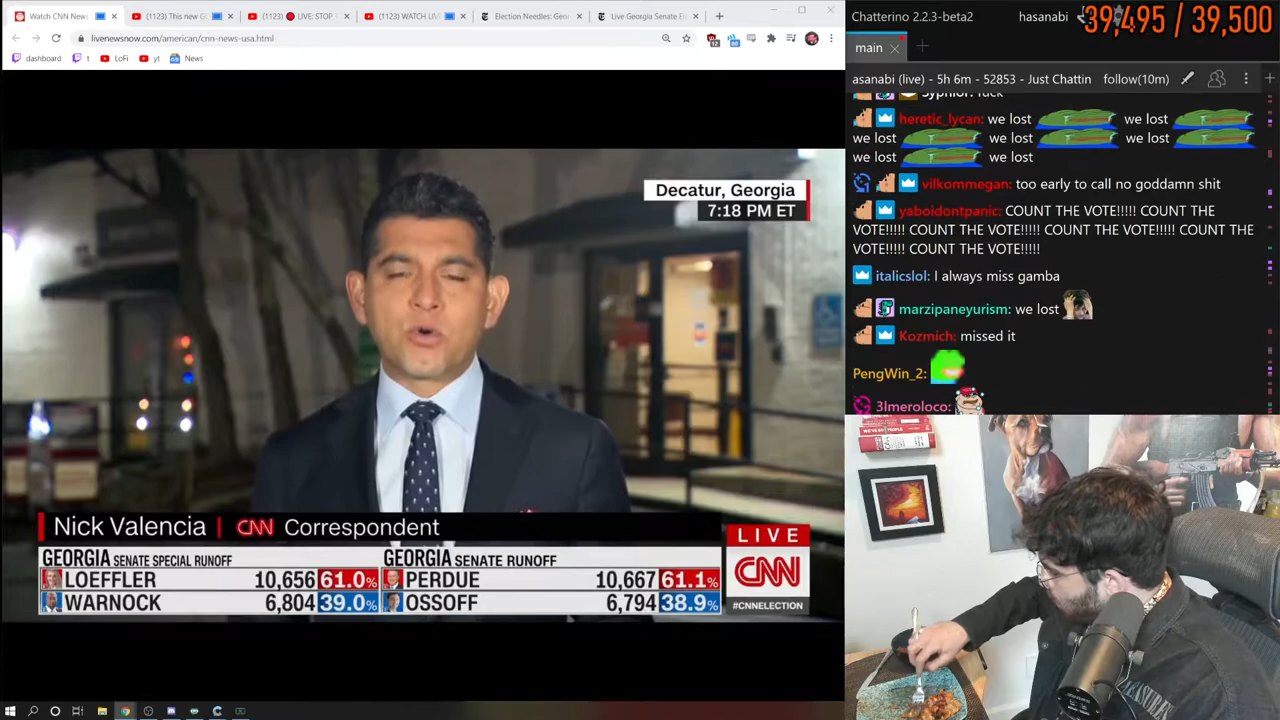 Watch CNN News
(1123) This new G
(1123) 🔴 LIVE: STOP T
(1123) WATCH LIV
Election Needles: Geo
Live Georgia Senate Ele
livenewsnow.com/american/cnn-news-usa.html
dashboard
t
LoFi
yt
News
Decatur, Georgia
7:18 PM ET
Nick Valencia | CNN Correspondent
GEORGIA SENATE SPECIAL RUNOFF
LOEFFLER 10,656 61.0%
WARNOCK 6,804 39.0%
GEORGIA SENATE RUNOFF
PERDUE 10,667 61.1%
OSSOFF 6,794 38.9%
LIVE
CNN
#CNNELECTION
Chatterino 2.2.3-beta2
hasanabi
39,495 / 39,500
main
asanabi (live) - 5h 6m - 52853 - Just Chattin
follow(10m)
heretic_lycan: we lost we lost
we lost we lost we lost
we lost we lost
vilkommegan: too early to call no goddamn shit
yaboidontpanic: COUNT THE VOTE!!!!! COUNT THE
VOTE!!!!! COUNT THE VOTE!!!!! COUNT THE VOTE!!!!! COUNT THE
VOTE!!!!! COUNT THE VOTE!!!!!
italicslol: I always miss gamba
marzipaneyurism: we lost
Kozmich: missed it
PengWin_2:
3lmeroloco: